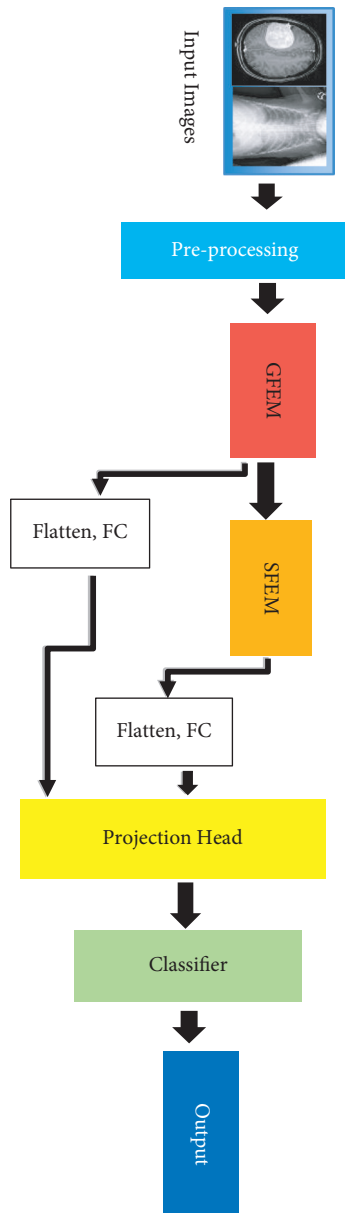 Input Images
Pre-processing
GFEM
Flatten, FC
SFEM
Flatten, FC
Projection Head
Classifier
Output